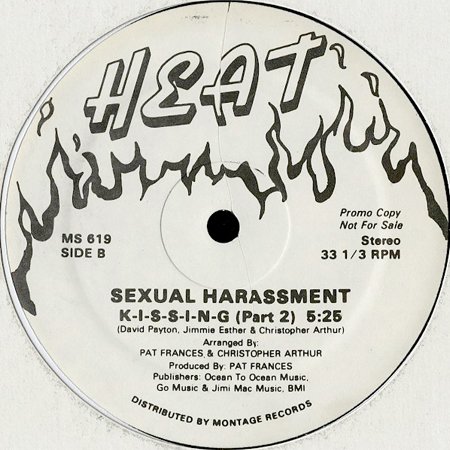 HEAT
Promo Copy
Not For Sale
MS 619
Stereo
SIDE B
33 1/3 RPM
SEXUAL HARASSMENT
K-I-S-S-I-N-G (Part 2) 5:25
(David Payton, Jimmie Esther & Christopher Arthur)
Arranged By:
PAT FRANCES & CHRISTOPHER ARTHUR
Produced By: PAT FRANCES
Publishers: Ocean To Ocean Music,
Go Music & Jimi Mac Music, BMI
DISTRIBUTED BY MONTAGE RECORDS